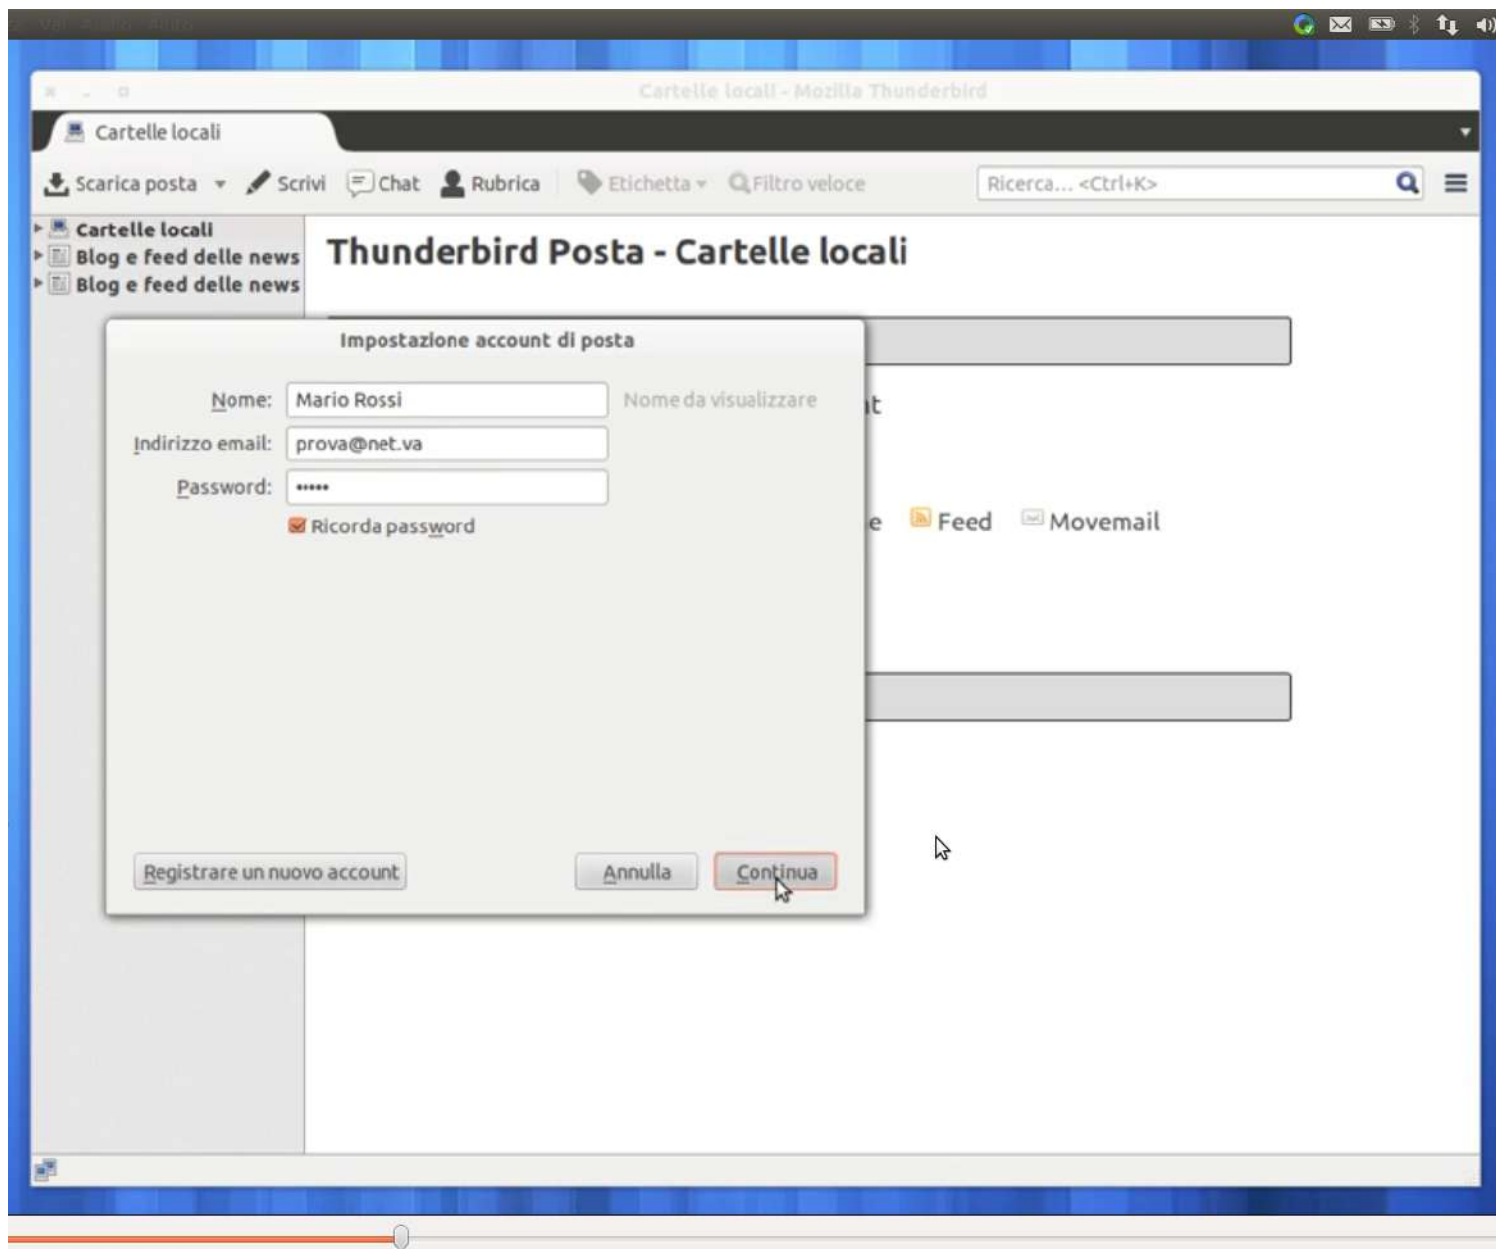 Cartelle locali - Mozilla Thunderbird
Cartelle locali
Scarica posta Scrivi Chat Rubrica Etichetta Filtro veloce Ricerca... <Ctrl+K>
Cartelle locali
Blog e feed delle news
Blog e feed delle news
Thunderbird Posta - Cartelle locali
Impostazione account di posta
Nome: Mario Rossi Nome da visualizzare
Indirizzo email: prova@net.va
Password: •••••
Ricorda password
Feed Movemail
Registrare un nuovo account Annulla Continua